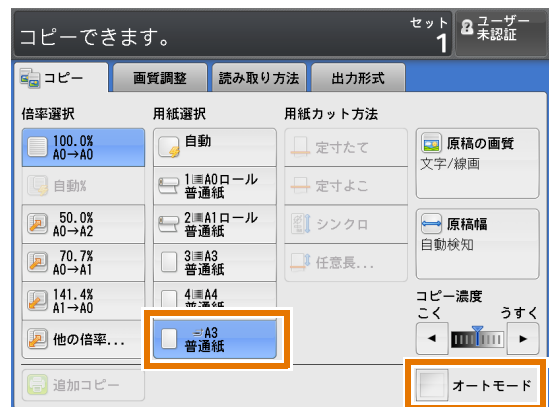 コピーできます。
セット
1
ユーザー
未認証
コピー
画質調整
読み取り方法
出力形式
倍率選択
100.0%
A0→A0
自動%
50.0%
A0→A2
70.7%
A0→A1
141.4%
A1→A0
他の倍率...
追加コピー
用紙選択
自動
1 A0ロール
普通紙
2 A1ロール
普通紙
3 A3
普通紙
4 A4
普通紙
A3
普通紙
用紙カット方法
定寸たて
定寸よこ
シンクロ
任意長...
原稿の画質
文字/線画
原稿幅
自動検知
コピー濃度
こく うすく
オートモード